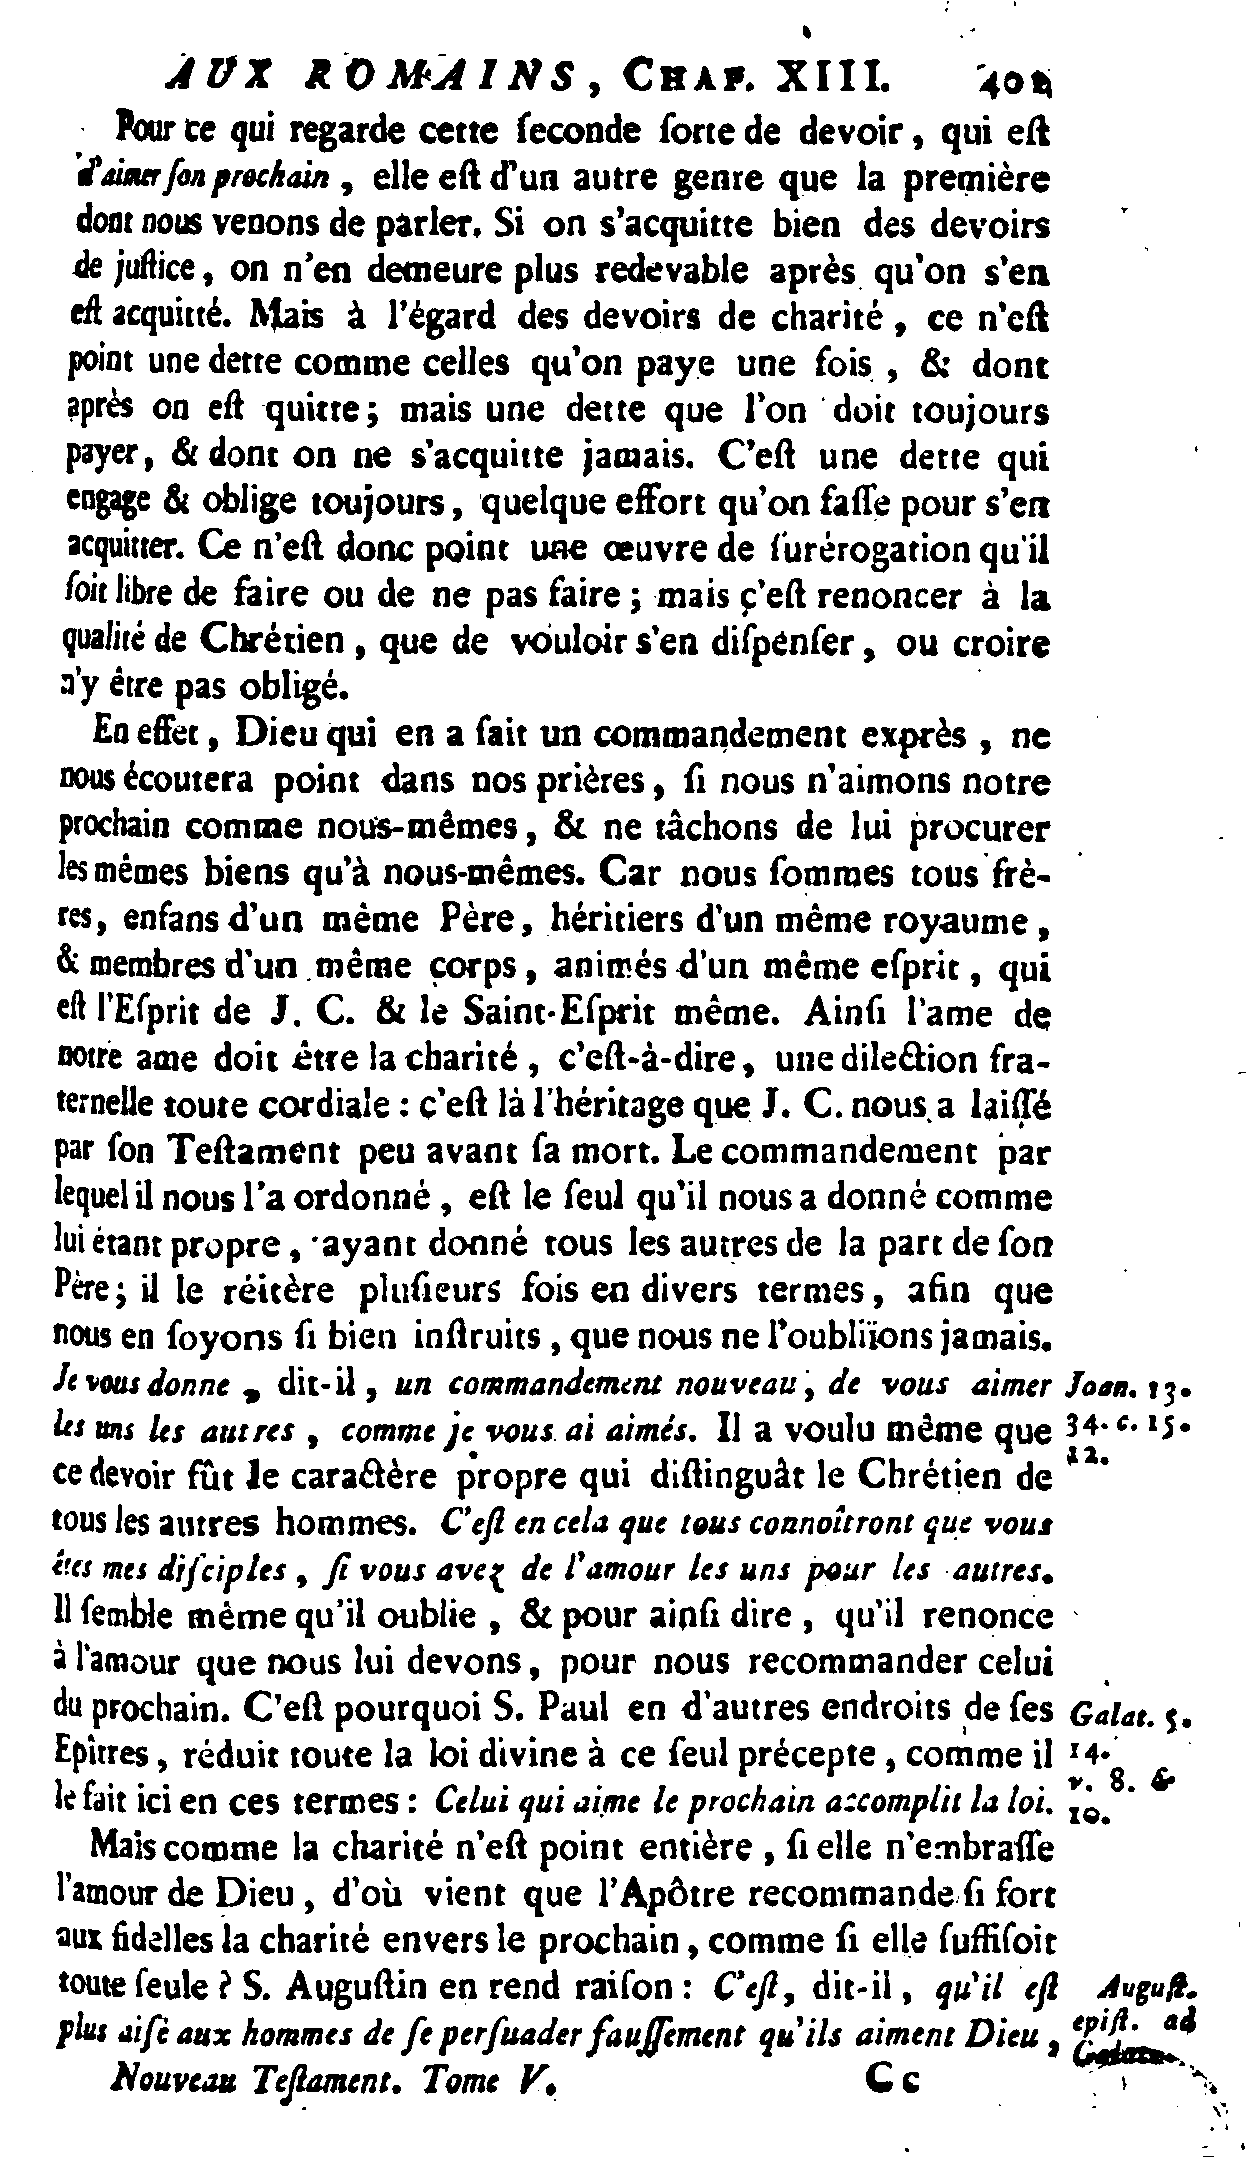 AUX ROMAINS, CHAP. XIII. 401
Pour ce qui regarde cette ſeconde ſorte de devoir, qui eſt
d'aimer ſon prochain, elle eſt d'un autre genre que la première
dont nous venons de parler. Si on s'acquitte bien des devoirs
de juſtice, on n'en demeure plus redevable après qu'on s'en
eſt acquitté. Mais à l'égard des devoirs de charité, ce n'eſt
point une dette comme celles qu'on paye une fois, & dont
après on eſt quitte; mais une dette que l'on doit toujours
payer, & dont on ne s'acquitte jamais. C'eſt une dette qui
engage & oblige toujours, quelque effort qu'on faſſe pour s'en
acquitter. Ce n'eſt donc point une œuvre de ſurérogation qu'il
ſoit libre de faire ou de ne pas faire; mais c'eſt renoncer à la
qualité de Chrétien, que de vouloir s'en diſpenſer, ou croire
n'y être pas obligé.
En effet, Dieu qui en a fait un commandement exprès, ne
nous écoutera point dans nos prières, ſi nous n'aimons notre
prochain comme nous-mêmes, & ne tâchons de lui procurer
les mêmes biens qu'à nous-mêmes. Car nous ſommes tous frè-
res, enfans d'un même Père, héritiers d'un même royaume,
& membres d'un même corps, animés d'un même eſprit, qui
eſt l'Eſprit de J. C. & le Saint-Eſprit même. Ainſi l'ame de
notre ame doit être la charité, c'eſt-à-dire, une dilection fra-
ternelle toute cordiale: c'eſt là l'héritage que J. C. nous a laiſſé
par ſon Teſtament peu avant ſa mort. Le commandement par
lequel il nous l'a ordonné, eſt le ſeul qu'il nous a donné comme
lui étant propre, ayant donné tous les autres de la part de ſon
Père; il le réitère pluſieurs fois en divers termes, afin que
nous en ſoyons ſi bien inſtruits, que nous ne l'oubliïons jamais.
Je vous donne, dit-il, un commandement nouveau, de vous aimer Joan. 13.
les uns les autres, comme je vous ai aimés. Il a voulu même que 34. c. 15.
12.
ce devoir fût le caractère propre qui diſtinguât le Chrétien de
tous les autres hommes. C'eſt en cela que tous connoîtront que vous
êtes mes diſciples, ſi vous avez de l'amour les uns pour les autres.
Il ſemble même qu'il oublie, & pour ainſi dire, qu'il renonce
à l'amour que nous lui devons, pour nous recommander celui
du prochain. C'eſt pourquoi S. Paul en d'autres endroits de ſes Galat. 5.
Epîtres, réduit toute la loi divine à ce ſeul précepte, comme il 14.
v. 8. &
le fait ici en ces termes: Celui qui aime le prochain accomplit la loi. 10.
Mais comme la charité n'eſt point entière, ſi elle n'embraſſe
l'amour de Dieu, d'où vient que l'Apôtre recommande ſi fort
aux fidelles la charité envers le prochain, comme ſi elle ſuffiſoit
toute ſeule? S. Auguſtin en rend raiſon: C'eſt, dit-il, qu'il eſt Auguſt.
plus aiſé aux hommes de ſe perſuader fauſſement qu'ils aiment Dieu, epiſt. ad
Nouveau Teſtament. Tome V. Cc